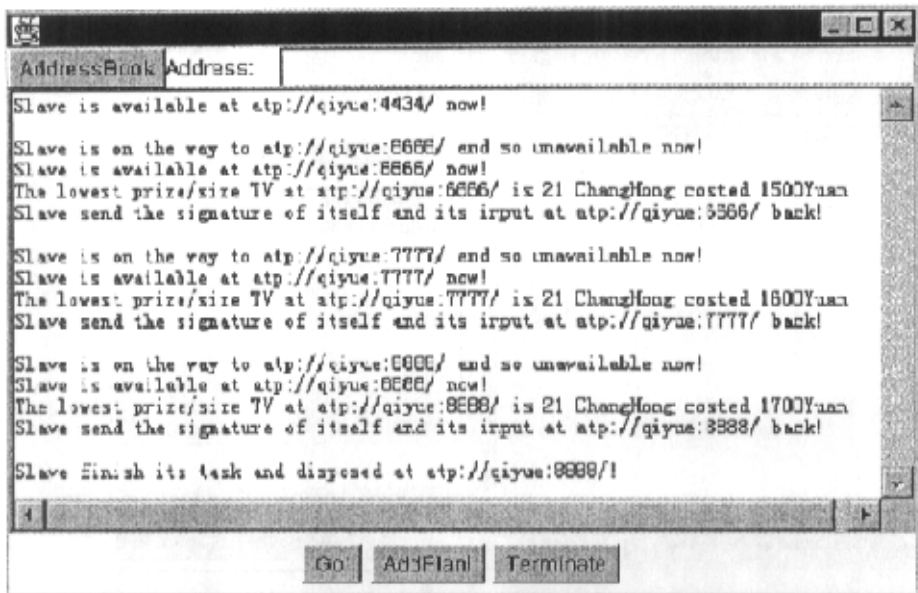 AddressBook Address:
Slave is available at atp://qiyue:4434/ now!
Slave is on the way to atp://qiyue:6666/ and so unavailable now!
Slave is available at atp://qiyue:6666/ now!
The lowest prize/size TV at atp://qiyue:6666/ is 21 ChangHong costed 1500Yuan
Slave send the signature of itself and its input at atp://qiyue:6666/ back!
Slave is on the way to atp://qiyue:7777/ and so unavailable now!
Slave is available at atp://qiyue:7777/ now!
The lowest prize/size TV at atp://qiyue:7777/ is 21 ChangHong costed 1600Yuan
Slave send the signature of itself and its input at atp://qiyue:7777/ back!
Slave is on the way to atp://qiyue:8888/ and so unavailable now!
Slave is available at atp://qiyue:8888/ now!
The lowest prize/size TV at atp://qiyue:8888/ is 21 ChangHong costed 1700Yuan
Slave send the signature of itself and its input at atp://qiyue:8888/ back!
Slave finish its task and disposed at atp://qiyue:8888/!
Go Terminate